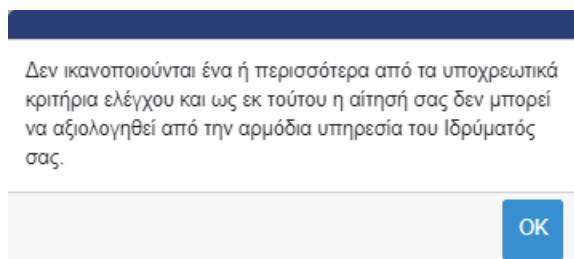 Δεν ικανοποιούνται ένα ή περισσότερα από τα υποχρεωτικά
κριτήρια ελέγχου και ως εκ τούτου η αίτησή σας δεν μπορεί
να αξιολογηθεί από την αρμόδια υπηρεσία του Ιδρύματός
σας.
OK